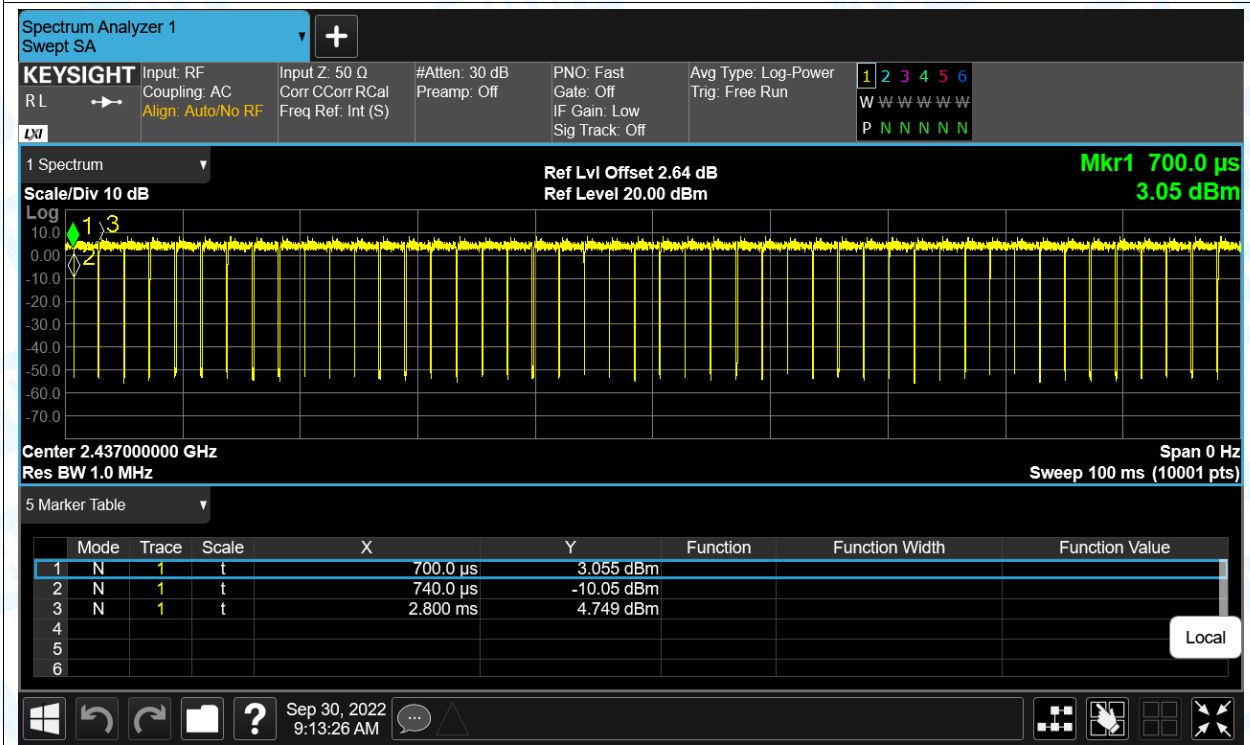 Spectrum Analyzer 1
Swept SA
+
KEYSIGHT Input: RF Input Z: 50 Ω #Atten: 30 dB PNO: Fast Avg Type: Log-Power 1 2 3 4 5 6
R L Coupling: AC Corr CCorr RCal Preamp: Off Gate: Off Trig: Free Run W W W W W W
Align: Auto/No RF Freq Ref: Int (S) IF Gain: Low
LXI Sig Track: Off P N N N N N
1 Spectrum Ref Lvl Offset 2.64 dB Mkr1 700.0 µs
Scale/Div 10 dB Ref Level 20.00 dBm 3.05 dBm
Log
1 3
10.0
0.00
2
-10.0
-20.0
-30.0
-40.0
-50.0
-60.0
-70.0
Center 2.437000000 GHz Span 0 Hz
Res BW 1.0 MHz Sweep 100 ms (10001 pts)
5 Marker Table
Mode Trace Scale X Y Function Function Width Function Value
1 N 1 t 700.0 µs 3.055 dBm
2 N 1 t 740.0 µs -10.05 dBm
3 N 1 t 2.800 ms 4.749 dBm
4
5
6
Local
? Sep 30, 2022
9:13:26 AM